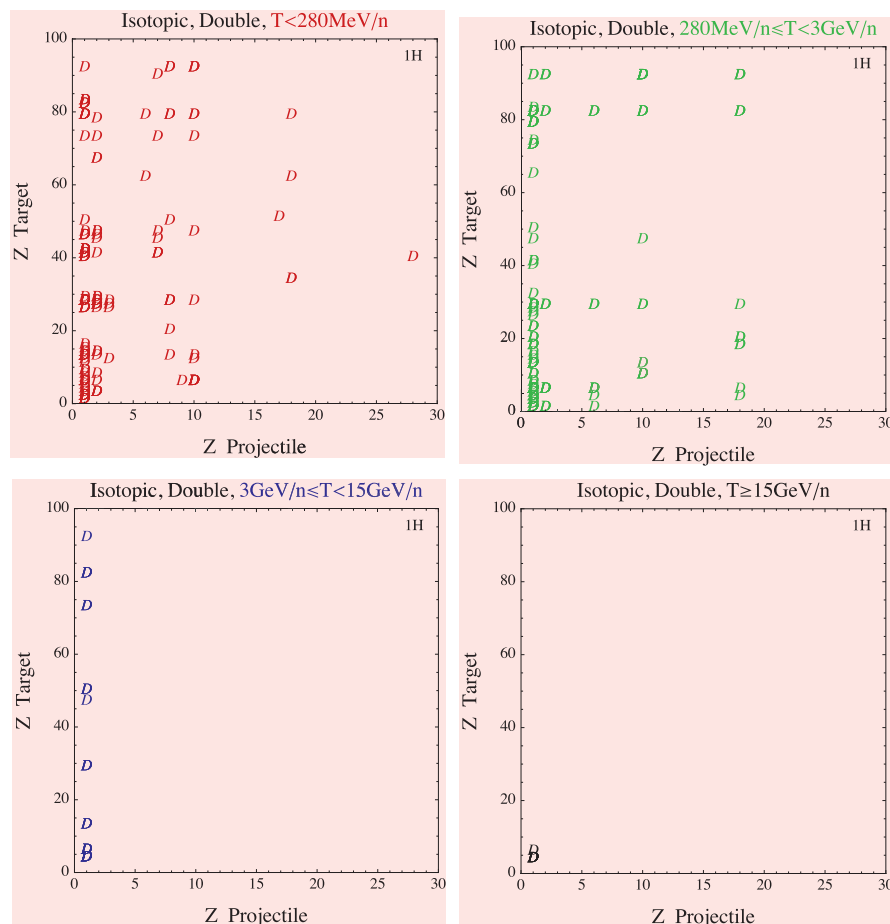 Isotopic, Double, T<280MeV/n
1H
100
80
60
40
20
0
Z Target
0 5 10 15 20 25 30
Z Projectile
Isotopic, Double, 280MeV/n≤T<3GeV/n
1H
100
80
60
40
20
0
Z Target
0 5 10 15 20 25 30
Z Projectile
Isotopic, Double, 3GeV/n≤T<15GeV/n
1H
100
80
60
40
20
0
Z Target
0 5 10 15 20 25 30
Z Projectile
Isotopic, Double, T≥15GeV/n
1H
100
80
60
40
20
0
Z Target
0 5 10 15 20 25 30
Z Projectile